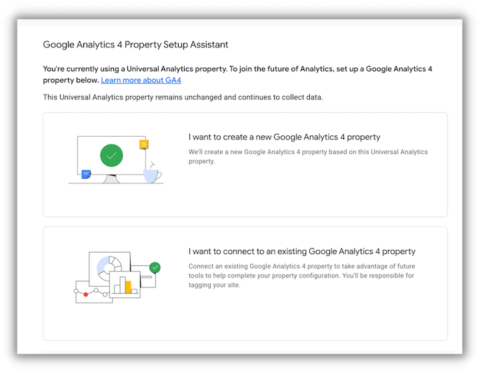 Google Analytics 4 Property Setup Assistant
You're currently using a Universal Analytics property. To join the future of Analytics, set up a Google Analytics 4
property below. Learn more about GA4
This Universal Analytics property remains unchanged and continues to collect data.
I want to create a new Google Analytics 4 property
We'll create a new Google Analytics 4 property based on this Universal Analytics
property.
I want to connect to an existing Google Analytics 4 property
Connect an existing Google Analytics 4 property to take advantage of future
tools to help complete your property configuration. You'll be responsible for
tagging your site.